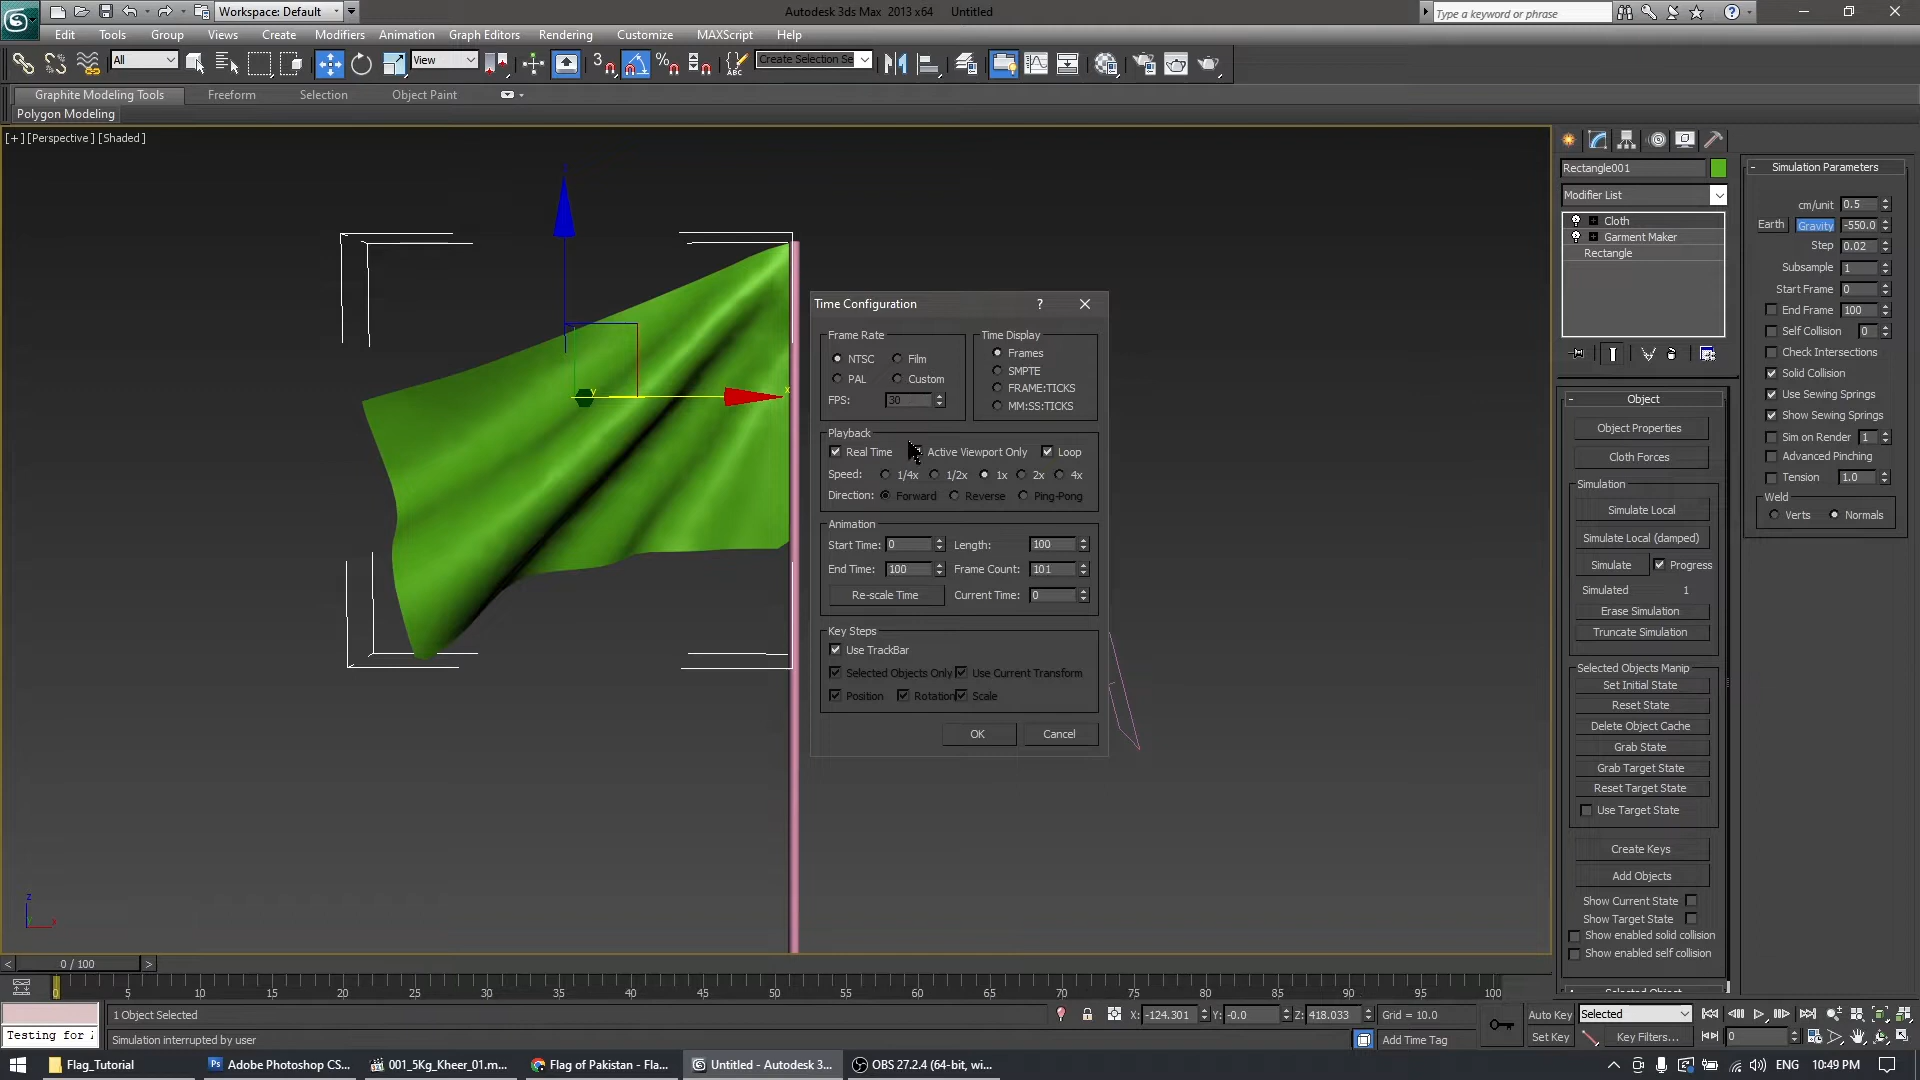 Workspace: Default
Autodesk 3ds Max  2013 x64    Untitled
Type a keyword or phrase
Edit Tools Group Views Create Modifiers Animation Graph Editors Rendering Customize MAXScript Help
All
View
3
%
ABC
Create Selection Se
Graphite Modeling Tools Freeform Selection Object Paint
Polygon Modeling
[+] [Perspective] [Shaded]
Rectangle001
Modifier List
Cloth
Garment Maker
Rectangle
Simulation Parameters
cm/unit 0.5
Earth Gravity -550.0
Step 0.02
Subsample 1
Start Frame 0
End Frame 100
Self Collision 0
Check Intersections
Solid Collision
Use Sewing Springs
Show Sewing Springs
Sim on Render 1
Advanced Pinching
Tension 1.0
Weld
Verts Normals
Object
Object Properties
Cloth Forces
Simulation
Simulate Local
Simulate Local (damped)
Simulate Progress
Simulated 1
Erase Simulation
Truncate Simulation
Selected Objects Manip
Set Initial State
Reset State
Delete Object Cache
Grab State
Grab Target State
Reset Target State
Use Target State
Create Keys
Add Objects
Show Current State
Show Target State
Show enabled solid collision
Show enabled self collision
Time Configuration
?
Frame Rate
NTSC Film
PAL Custom
FPS: 30
Time Display
Frames
SMPTE
FRAME:TICKS
MM:SS:TICKS
Playback
Real Time Active Viewport Only Loop
Speed: 1/4x 1/2x 1x 2x 4x
Direction: Forward Reverse Ping-Pong
Animation
Start Time: 0 Length: 100
End Time: 100 Frame Count: 101
Re-scale Time Current Time: 0
Key Steps
Use TrackBar
Selected Objects Only Use Current Transform
Position Rotation Scale
OK Cancel
y
x
z
x
< 0 / 100 >
0 5 10 15 20 25 30 35 40 45 50 55 60 65 70 75 80 85 90 95 100
1 Object Selected
X: -124.301 Y: -0.0 Z: 418.033 Grid = 10.0
Auto Key Selected
Testing for
Simulation interrupted by user
Add Time Tag
Set Key Key Filters... 0
Flag_Tutorial
Adobe Photoshop CS...
001_5Kg_Kheer_01.m...
Flag of Pakistan - Fla...
Untitled - Autodesk 3...
OBS 27.2.4 (64-bit, wi...
ENG
10:49 PM